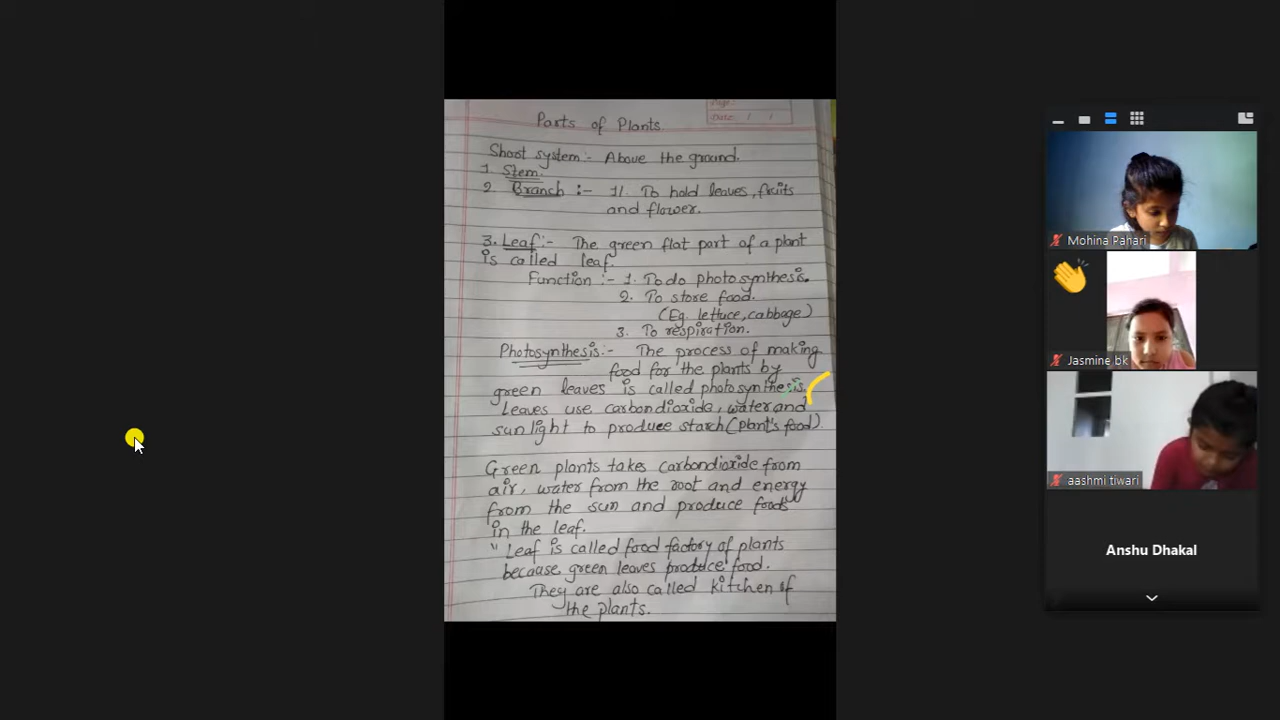 Page:
Date: / /
Parts of Plants
Shoot system:- Above the ground.
1. Stem.
2. Branch :- 1/. To hold leaves, fruits
and flower.
3. Leaf:- The green flat part of a plant
is called leaf.
Function :- 1. To do photosynthesis.
2. To store food.
(Eg. lettuce, cabbage)
3. To respiration.
Photosynthesis:- The process of making
food for the plants by
green leaves is called photosynthesis.
Leaves use carbondioxide, water and
sunlight to produce starch (plant's food)
Green plants takes carbondioxide from
air, water from the root and energy
from the sun and produce foods
in the leaf.
" Leaf is called food factory of plants
because green leaves produce food.
They are also called kitchen of
the plants.
Mohina Pahari
Jasmine bk
aashmi tiwari
Anshu Dhakal